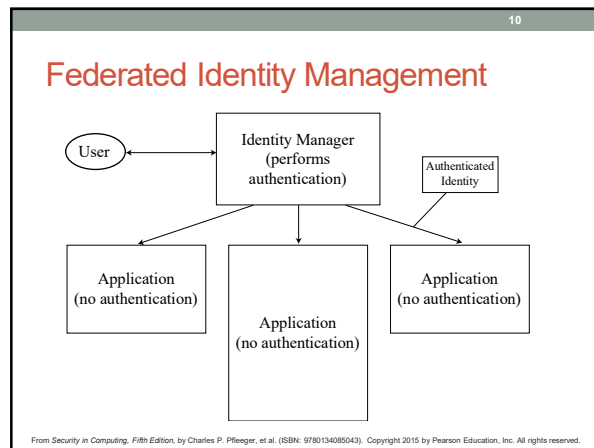 10
Federated Identity Management
User
Identity Manager
(performs
authentication)
Authenticated
Identity
Application
(no authentication)
Application
(no authentication)
Application
(no authentication)
From Security in Computing, Fifth Edition, by Charles P. Pfleeger, et al. (ISBN: 9780134085043). Copyright 2015 by Pearson Education, Inc. All rights reserved.